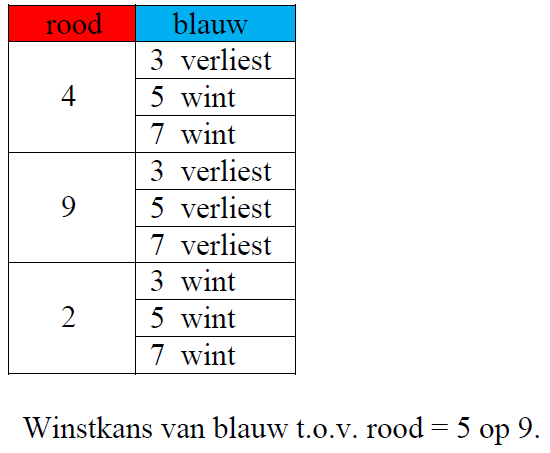 rood blauw
4
3 verliest
5 wint
7 wint
9
3 verliest
5 verliest
7 verliest
2
3 wint
5 wint
7 wint
Winstkans van blauw t.o.v. rood = 5 op 9.